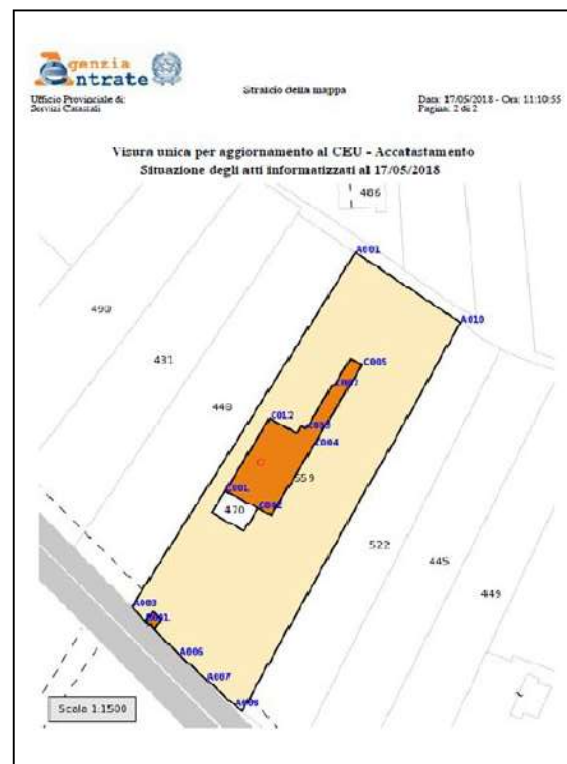 Agenzia
Entrate
Ufficio Provinciale di:
Servizi Catastali
Stralcio della mappa
Data: 17/05/2018 - Ora: 11:10:55
Pagina: 2 di 2
Visura unica per aggiornamento al CEU - Accatastamento
Situazione degli atti informatizzati al 17/05/2018
486
A001
A010
490
431
448
C005
C012
C004
559
C001
470
522
445
449
A003
A006
A007
Scala 1:1500